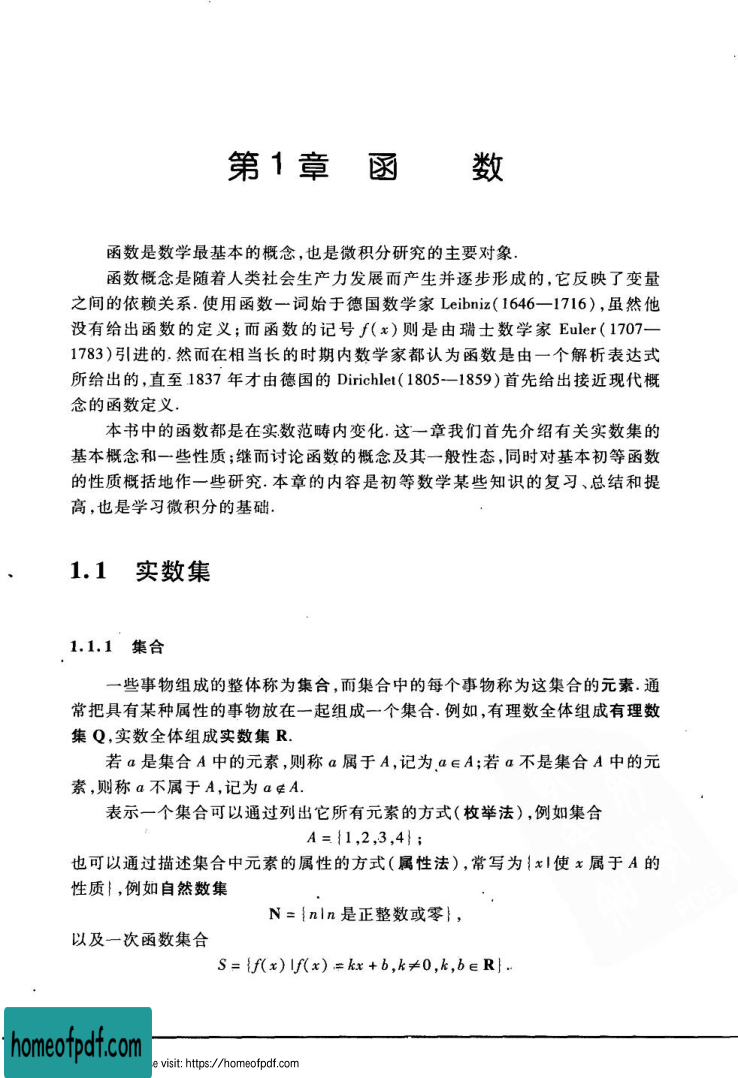 第1章 函 数
函数是数学最基本的概念,也是微积分研究的主要对象.
函数概念是随着人类社会生产力发展而产生并逐步形成的,它反映了变量
之间的依赖关系.使用函数一词始于德国数学家 Leibniz(1646—1716),虽然他
没有给出函数的定义;而函数的记号 f(x)则是由瑞士数学家 Euler(1707—
1783)引进的.然而在相当长的时期内数学家都认为函数是由一个解析表达式
所给出的,直至 1837 年才由德国的 Dirichlet(1805—1859)首先给出接近现代概
念的函数定义.
本书中的函数都是在实数范畴内变化.这一章我们首先介绍有关实数集的
基本概念和一些性质;继而讨论函数的概念及其一般性态,同时对基本初等函数
的性质概括地作一些研究.本章的内容是初等数学某些知识的复习、总结和提
高,也是学习微积分的基础.
1.1 实数集
1.1.1 集合
一些事物组成的整体称为集合,而集合中的每个事物称为这集合的元素.通
常把具有某种属性的事物放在一起组成一个集合.例如,有理数全体组成有理数
集 Q,实数全体组成实数集 R.
若 a 是集合 A 中的元素,则称 a 属于 A,记为 a∈A;若 a 不是集合 A 中的元
素,则称 a 不属于 A,记为 a∉A.
表示一个集合可以通过列出它所有元素的方式(枚举法),例如集合
A={1,2,3,4};
也可以通过描述集合中元素的属性的方式(属性法),常写为{x|使 x 属于 A 的
性质},例如自然数集
N={n|n 是正整数或零},
以及一次函数集合
S={f(x)|f(x)=kx+b,k≠0,k,b∈R}.
homeofpdf.com
e visit: https://homeofpdf.com